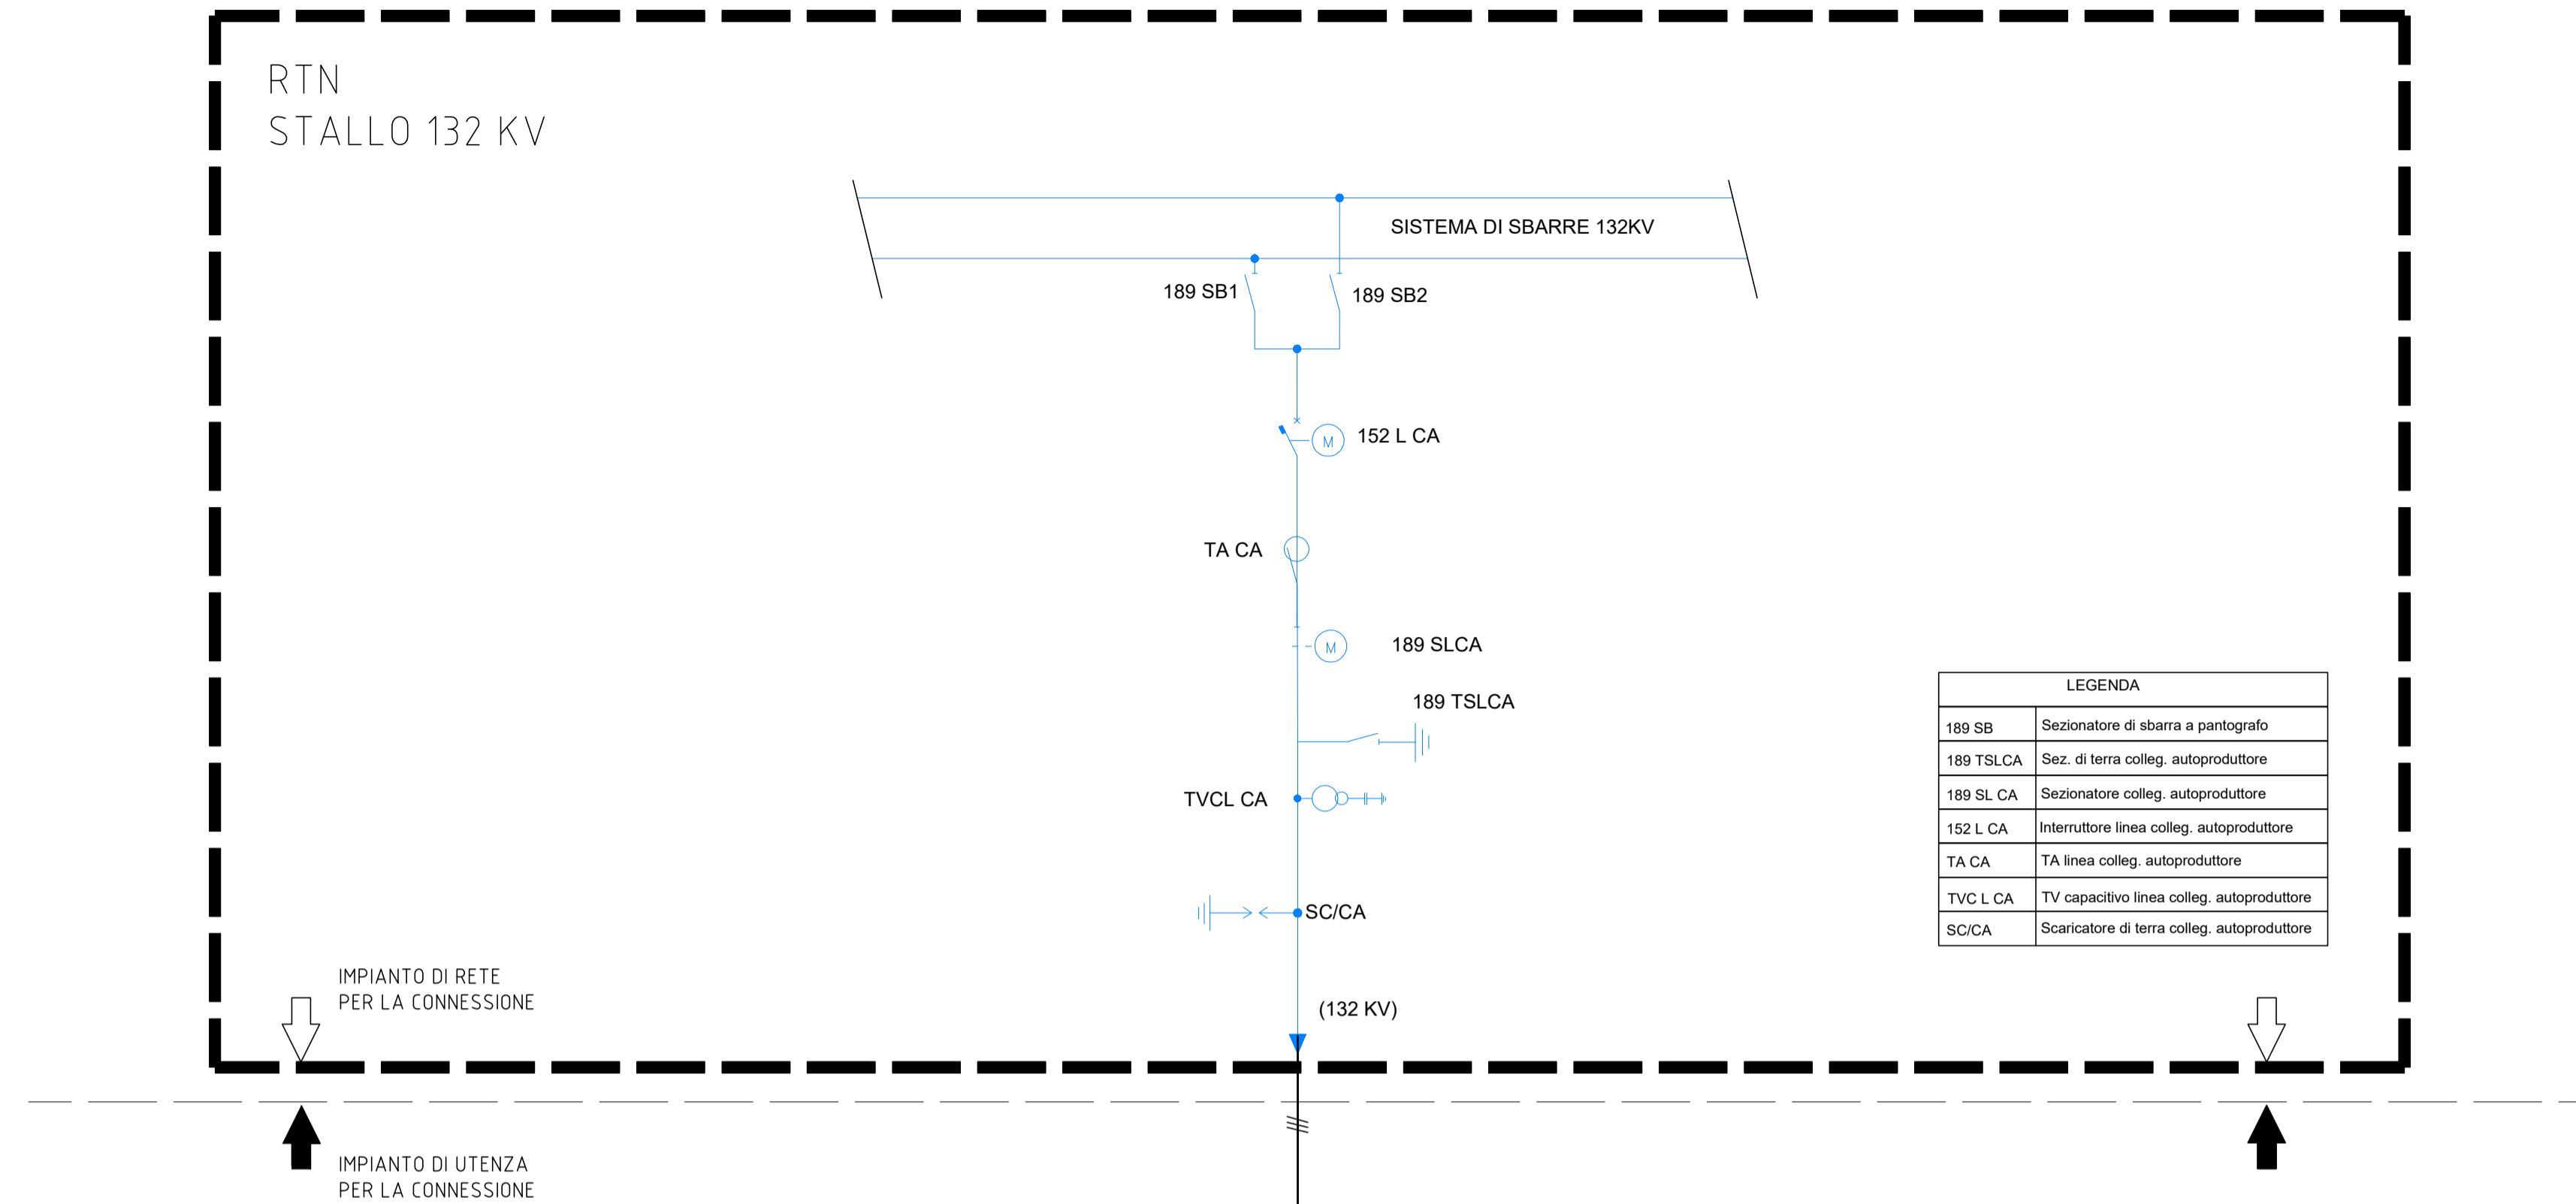 RTN
STALLO 132 KV
SISTEMA DI SBARRE 132KV
189 SB1
189 SB2
M
152 L CA
TA CA
M
189 SLCA
189 TSLCA
TVCL CA
SC/CA
(132 KV)
LEGENDA
189 SB Sezionatore di sbarra a pantografo
189 TSLCA Sez. di terra colleg. autoproduttore
189 SL CA Sezionatore colleg. autoproduttore
152 L CA Interruttore linea colleg. autoproduttore
TA CA TA linea colleg. autoproduttore
TVC L CA TV capacitivo linea colleg. autoproduttore
SC/CA Scaricatore di terra colleg. autoproduttore
IMPIANTO DI RETE
PER LA CONNESSIONE
IMPIANTO DI UTENZA
PER LA CONNESSIONE